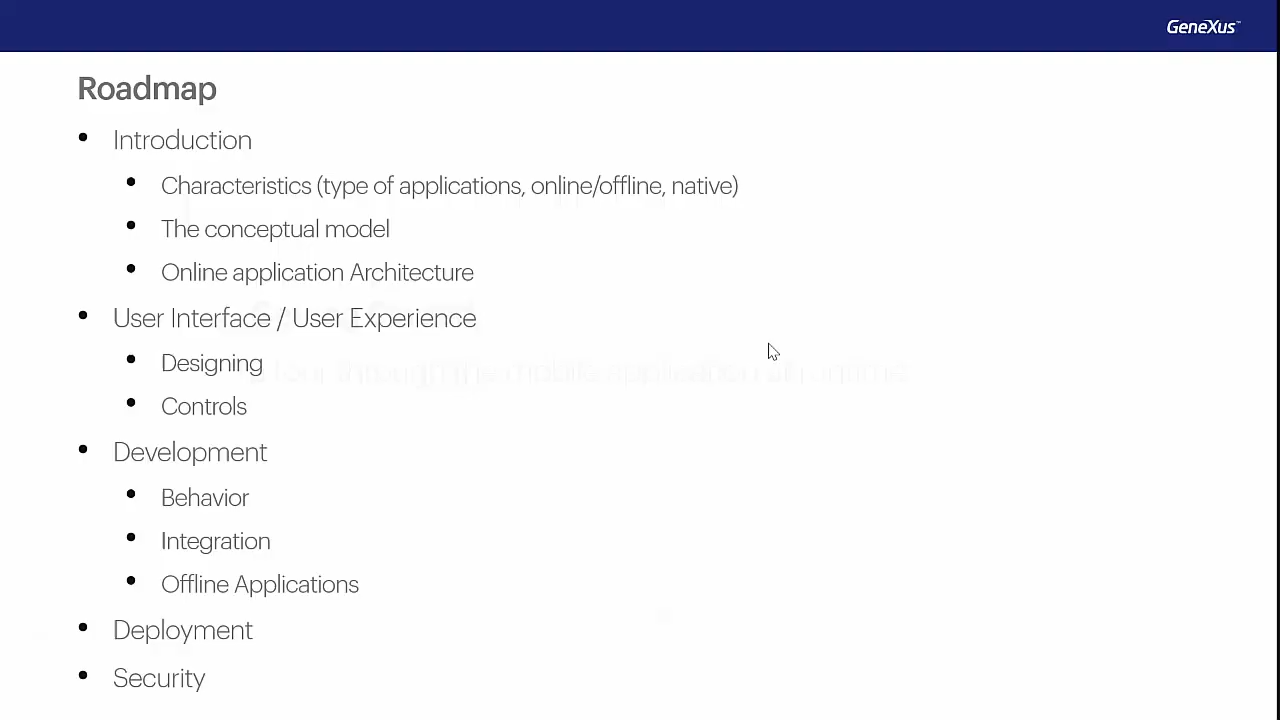 GeneXus™
Roadmap
• Introduction
• Characteristics (type of applications, online/offline, native)
• The conceptual model
• Online application Architecture
• User Interface / User Experience
• Designing
• Controls
• Development
• Behavior
• Integration
• Offline Applications
• Deployment
• Security